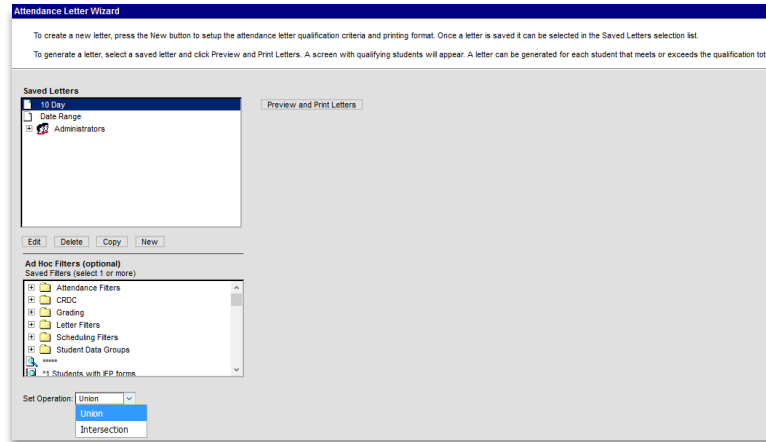 Attendance Letter Wizard
To create a new letter, press the New button to setup the attendance letter qualification criteria and printing format. Once a letter is saved it can be selected in the Saved Letters selection list.
To generate a letter, select a saved letter and click Preview and Print Letters. A screen with qualifying students will appear. A letter can be generated for each student that meets or exceeds the qualification tot
Saved Letters
10 Day
Preview and Print Letters
Date Range
Administrators
Edit Delete Copy New
Ad Hoc Filters (optional)
Saved Filters (select 1 or more)
Attendance Filters
CRDC
Grading
Letter Filters
Scheduling Filters
Student Data Groups
*****
*1 Students with IEP forms
Set Operation: Union
Union
Intersection